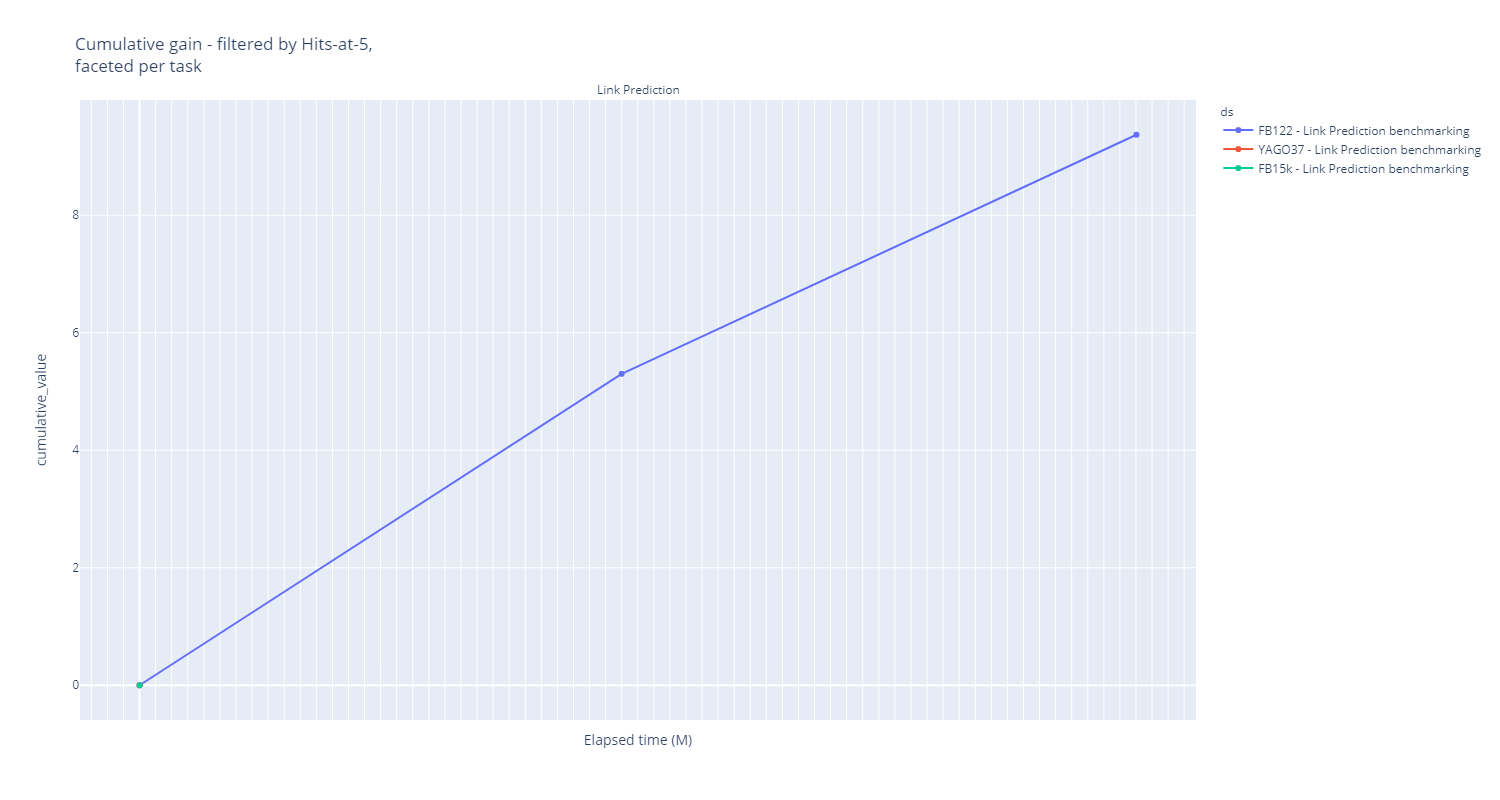 Cumulative gain - filtered by Hits-at-5,
faceted per task
Link Prediction
ds
FB122 - Link Prediction benchmarking
YAGO37 - Link Prediction benchmarking
FB15k - Link Prediction benchmarking
8
6
4
2
0
cumulative_value
Elapsed time (M)